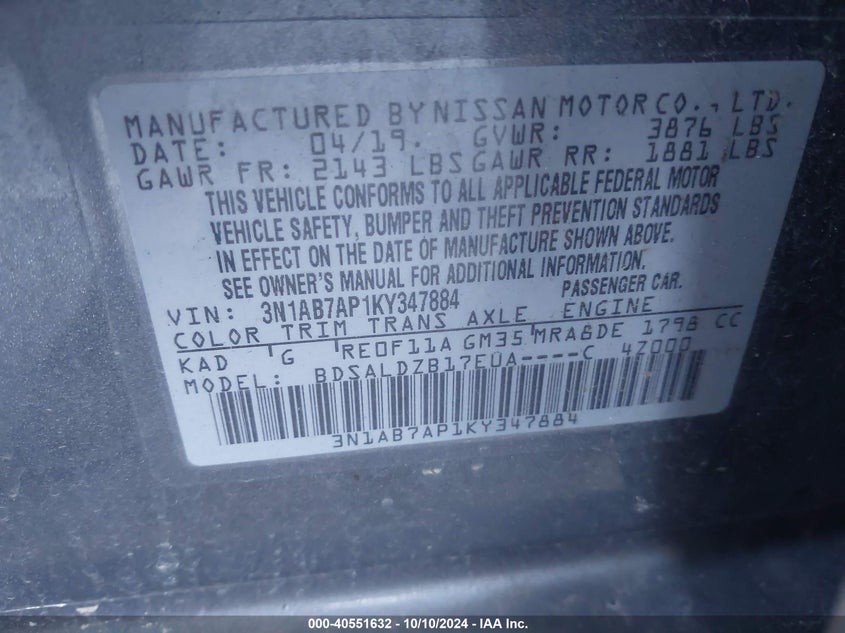 MANUFACTURED BY NISSAN MOTOR CO., LTD.
DATE: 04/19. GVWR: 3876 LBS
GAWR FR: 2143 LBS GAWR RR: 1881 LBS
THIS VEHICLE CONFORMS TO ALL APPLICABLE FEDERAL MOTOR
VEHICLE SAFETY, BUMPER AND THEFT PREVENTION STANDARDS
IN EFFECT ON THE DATE OF MANUFACTURE SHOWN ABOVE.
SEE OWNER'S MANUAL FOR ADDITIONAL INFORMATION.
VIN: 3N1AB7AP1KY347884 PASSENGER CAR.
COLOR TRIM TRANS AXLE ENGINE
KAD G RE0F11A GM35 MRA8DE 1798 CC
MODEL: BDSALDZB17EUA----C 4Z000
3N1AB7AP1KY347884
000-40551632 - 10/10/2024 - IAA Inc.